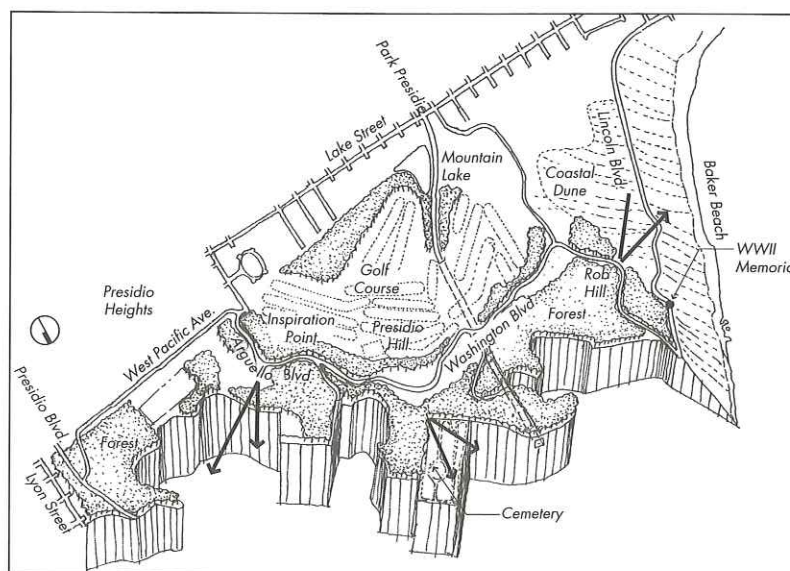 Park Presidio
Lake Street
Mountain
Lake
Lincoln Blvd.
Coastal
Dune
Baker Beach
WWII
Memorial
Golf
Course
Rob
Hill
Presidio
Heights
Forest
Inspiration
Point
Presidio
Hill
Washington Blvd.
West Pacific Ave.
Arguello Blvd.
Presidio Blvd.
Forest
Lyon
Street
Cemetery